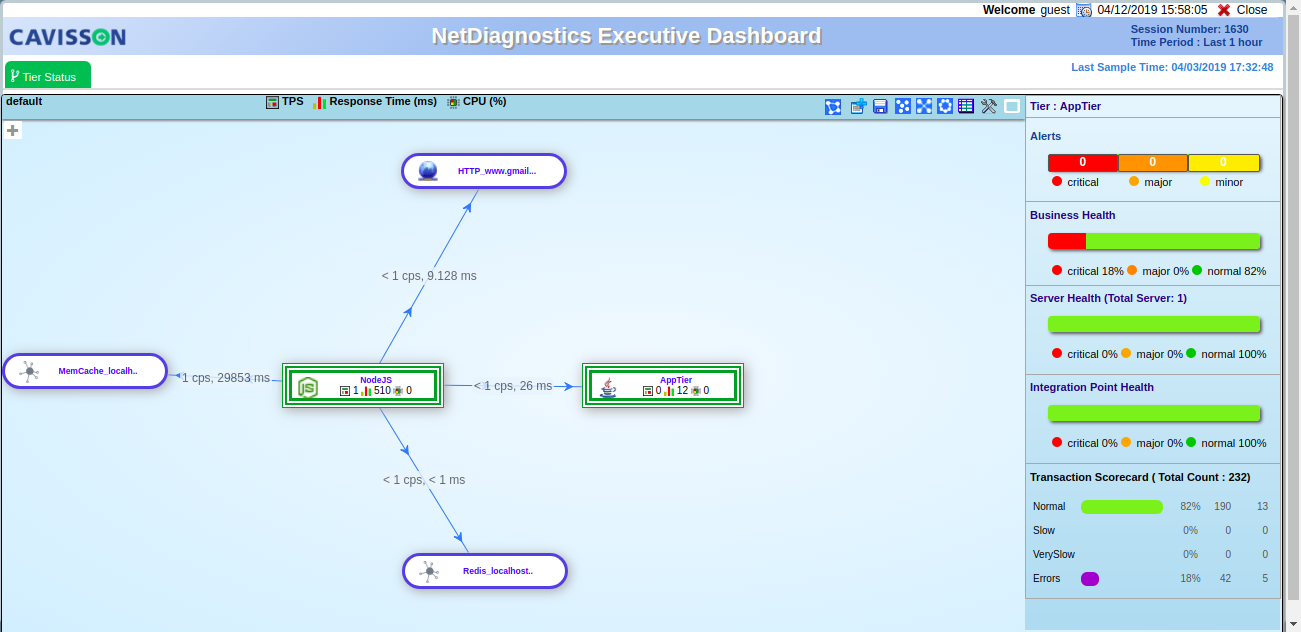 Welcome guest 04/12/2019 15:58:05 Close
CAVISSON
NetDiagnostics Executive Dashboard
Session Number: 1630
Time Period : Last 1 hour
Tier Status
Last Sample Time: 04/03/2019 17:32:48
default
TPS Response Time (ms) CPU (%)
HTTP_www.gmail...
< 1 cps, 9.128 ms
MemCache_localh..
1 cps, 29853 ms
NodeJS
1 510 0
< 1 cps, 26 ms
AppTier
0 12 0
< 1 cps, < 1 ms
Redis_localhost..
Tier : AppTier
Alerts
0 0 0
critical major minor
Business Health
critical 18% major 0% normal 82%
Server Health (Total Server: 1)
critical 0% major 0% normal 100%
Integration Point Health
critical 0% major 0% normal 100%
Transaction Scorecard ( Total Count : 232)
Normal 82% 190 13
Slow 0% 0 0
VerySlow 0% 0 0
Errors 18% 42 5